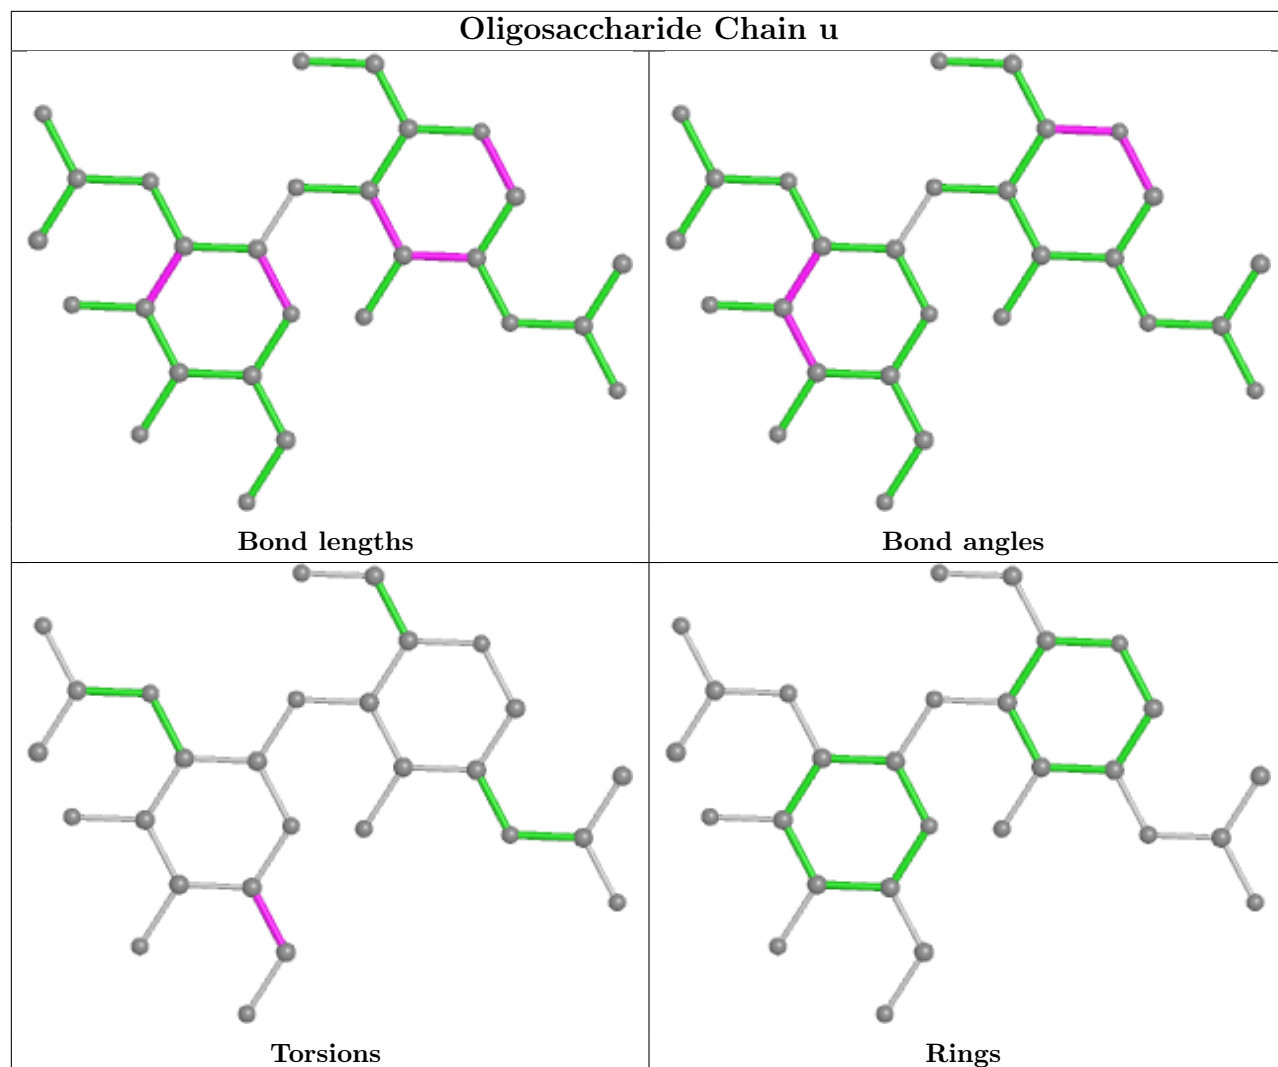 Oligosaccharide Chain u
Bond lengths
Bond angles
Torsions
Rings